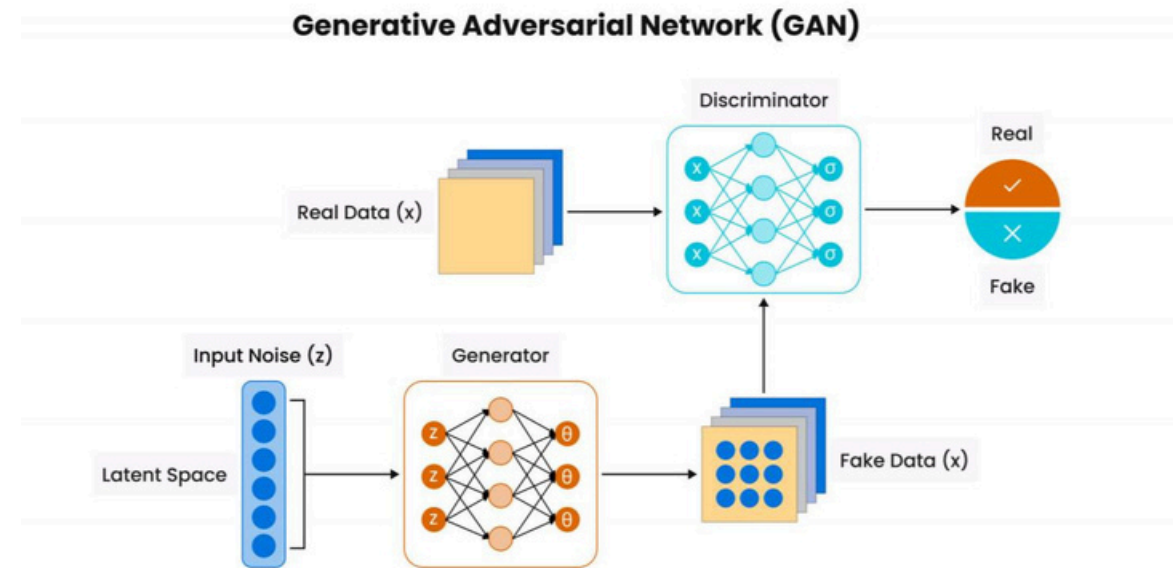 Generative Adversarial Network (GAN)
Discriminator
Real
Real Data (x)
x
x
x
σ
σ
σ
Fake
Input Noise (z)
Generator
Latent Space
z
z
z
θ
θ
θ
Fake Data (x)